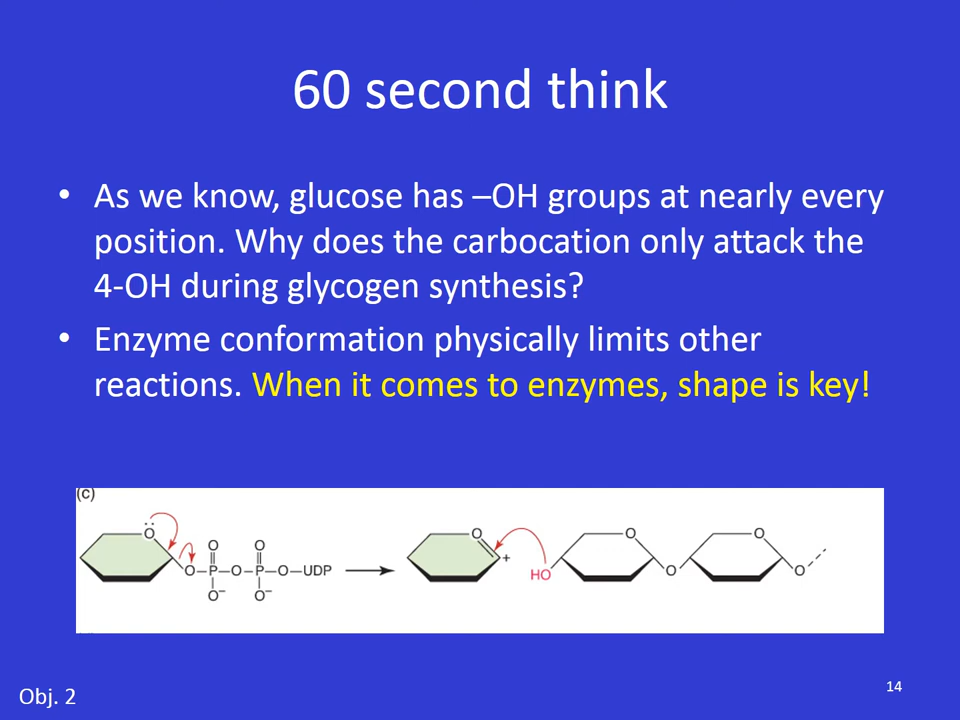 60 second think
• As we know, glucose has –OH groups at nearly every
position. Why does the carbocation only attack the
4-OH during glycogen synthesis?
• Enzyme conformation physically limits other
reactions. When it comes to enzymes, shape is key!
(c)
O O O O
O O
O–P–O–P–O–UDP + HO O O
O⁻ O⁻
Obj. 2
14